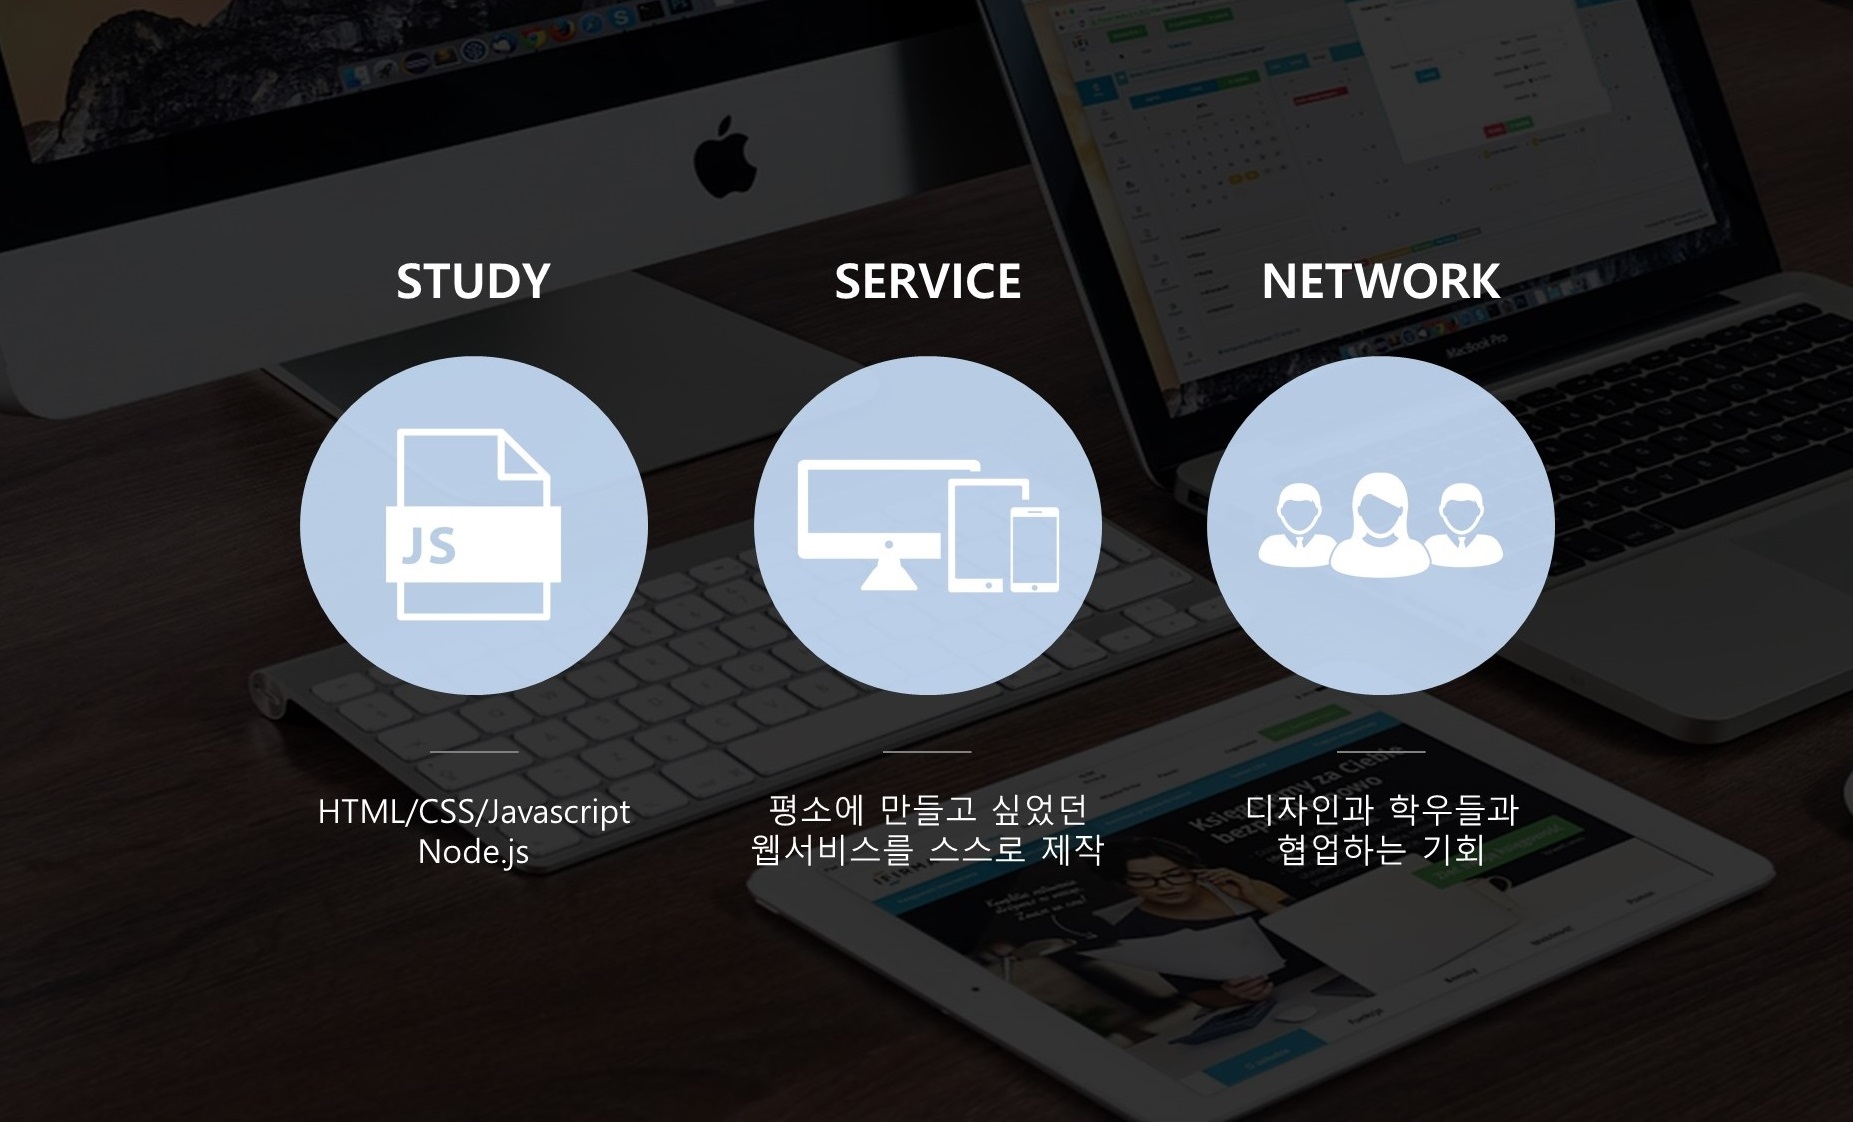 STUDY
SERVICE
NETWORK
JS
MacBook Pro
HTML/CSS/Javascript
Node.js
평소에 만들고 싶었던
웹서비스를 스스로 제작
디자인과 학우들과
협업하는 기회